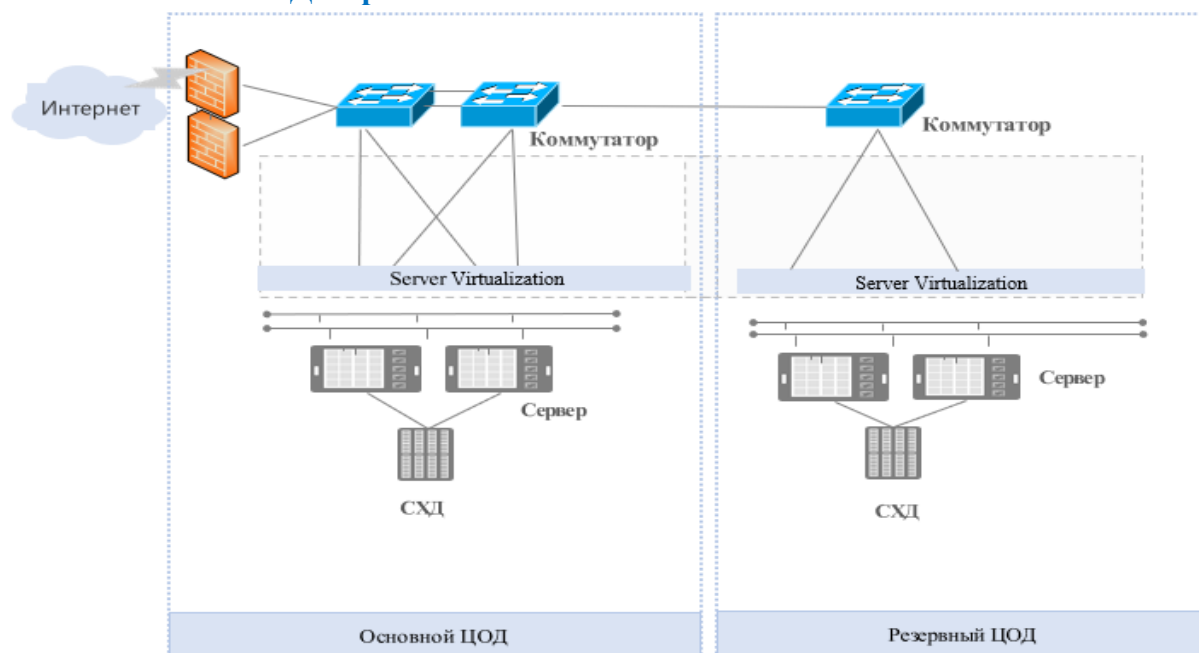 Интернет
Коммутатор
Коммутатор
Server Virtualization
Server Virtualization
Сервер
Сервер
СХД
СХД
Основной ЦОД
Резервный ЦОД